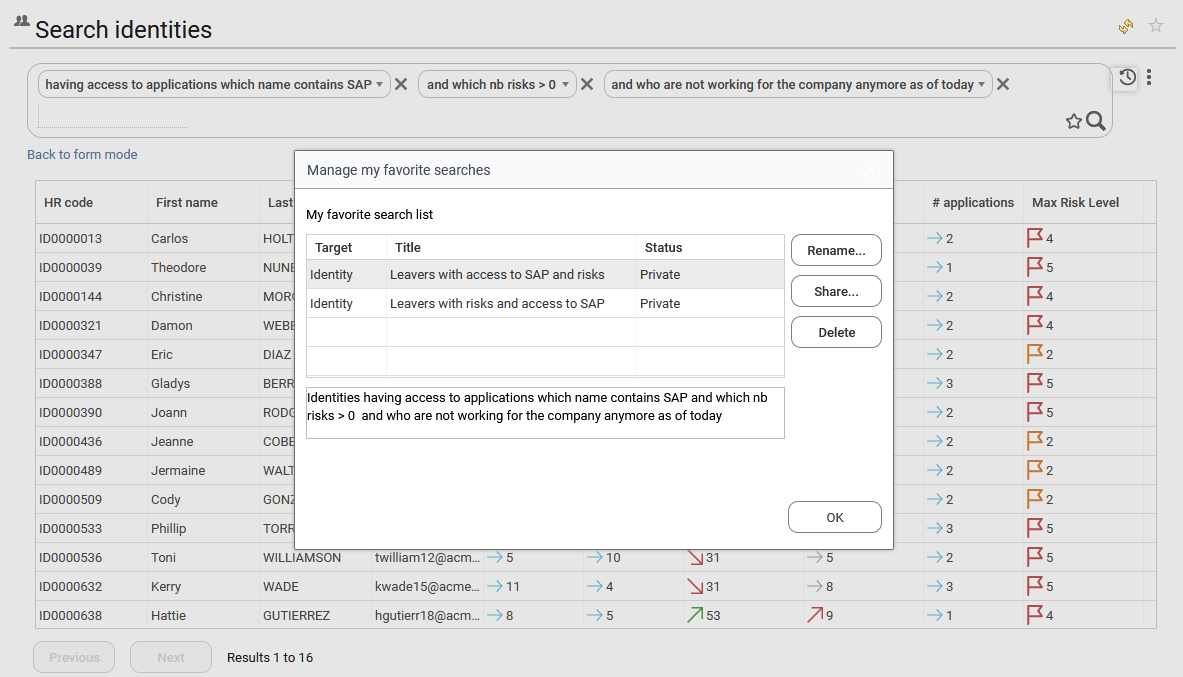 Search identities
having access to applications which name contains SAP and which nb risks > 0 and who are not working for the company anymore as of today
Back to form mode
Manage my favorite searches
My favorite search list
Target Title Status
Identity Leavers with access to SAP and risks Private
Identity Leavers with risks and access to SAP Private
Rename...
Share...
Delete
Identities having access to applications which name contains SAP and which nb
risks > 0 and who are not working for the company anymore as of today
OK
HR code First name Last # applications Max Risk Level
ID0000013 Carlos HOLT 2 4
ID0000039 Theodore NUNE 1 5
ID0000144 Christine 2 4
ID0000321 Damon WEBE 2 4
ID0000347 Eric DIAZ 2 2
ID0000388 Gladys BERR 3 5
ID0000390 Joann 2 5
ID0000436 Jeanne COBE 2 2
ID0000489 Jermaine WALT 2 2
ID0000509 Cody GONZ 2 2
ID0000533 Phillip TORR 3 5
ID0000536 Toni WILLIAMSON twilliam12@acm... 5 10 31 5 2 5
ID0000632 Kerry WADE kwade15@acme... 11 4 31 8 3 5
ID0000638 Hattie GUTIERREZ hgutierr18@acm... 8 5 53 9 1 4
Previous Next Results 1 to 16